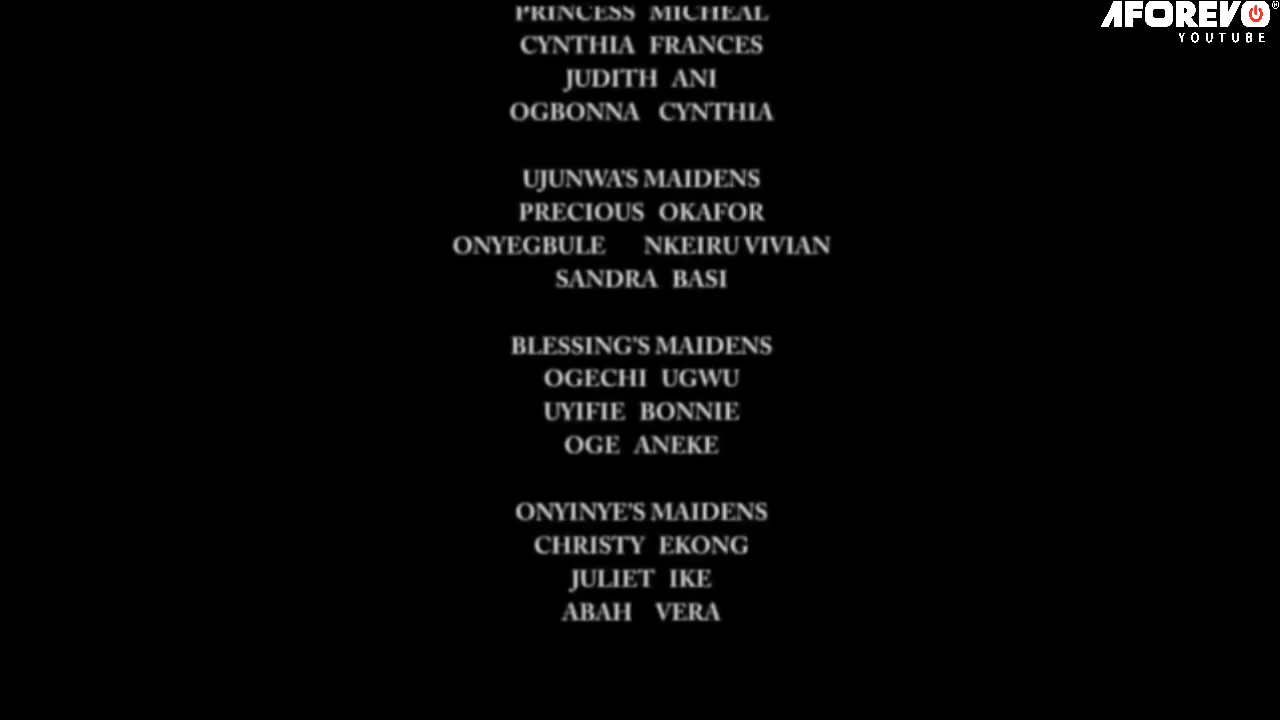 PRINCESS MICHEAL
CYNTHIA FRANCES
JUDITH ANI
OGBONNA CYNTHIA
UJUNWA'S MAIDENS
PRECIOUS OKAFOR
ONYEGBULE NKEIRU VIVIAN
SANDRA BASI
BLESSING'S MAIDENS
OGECHI UGWU
UYIFIE BONNIE
OGE ANEKE
ONYINYE'S MAIDENS
CHRISTY EKONG
JULIET IKE
ABAH VERA
AFOREVO
YOUTUBE